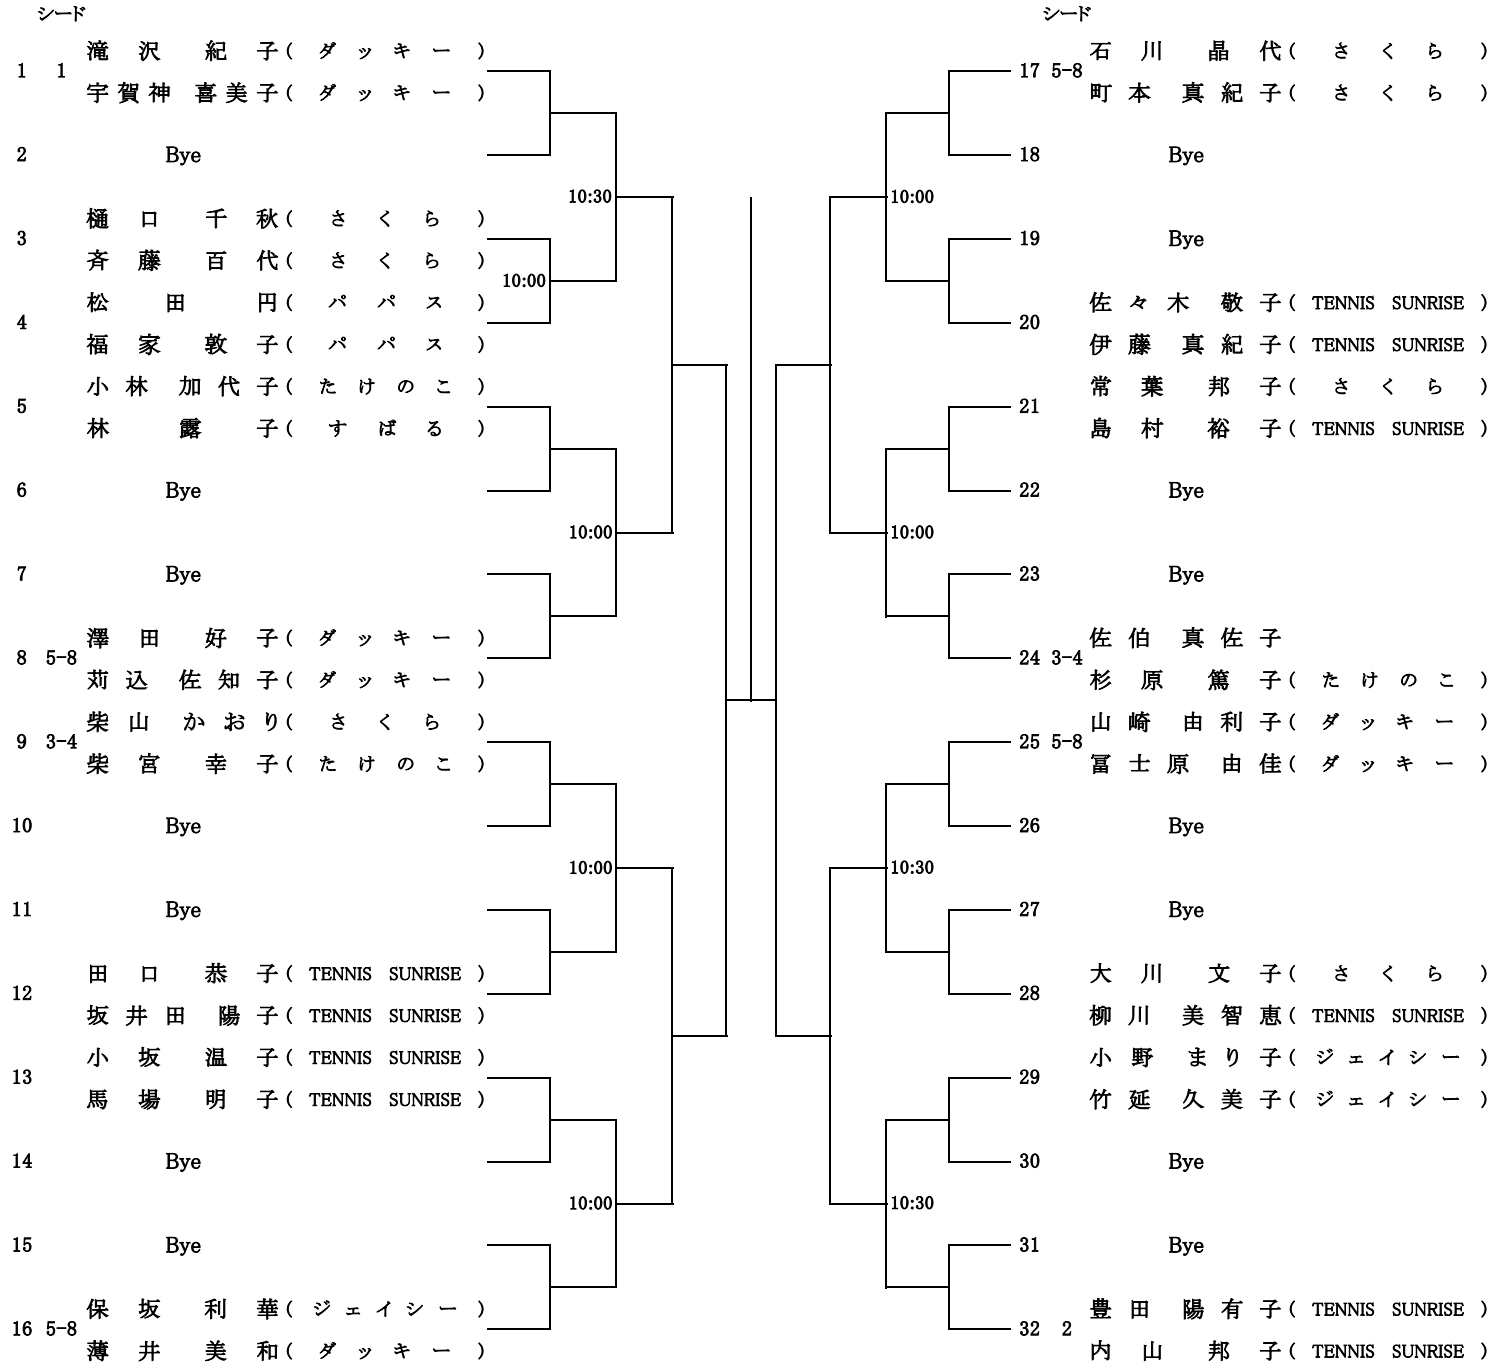 シード
滝沢 紀子( ダッキー )
1 1
宇賀神 喜美子( ダッキー )
2 Bye
10:30
樋口 千秋( さくら )
3
斉藤 百代( さくら )
10:00
松田 円( パパス )
4
福家 敦子( パパス )
小林 加代子( たけのこ )
5
林 露子( すばる )
6 Bye
10:00
7 Bye
澤田 好子( ダッキー )
8 5-8
苅込 佐知子( ダッキー )
柴山 かおり( さくら )
9 3-4
柴宮 幸子( たけのこ )
10 Bye
10:00
11 Bye
田口 恭子( TENNIS SUNRISE )
12
坂井田 陽子( TENNIS SUNRISE )
小坂 温子( TENNIS SUNRISE )
13
馬場 明子( TENNIS SUNRISE )
14 Bye
10:00
15 Bye
保坂 利華( ジェイシー )
16 5-8
薄井 美和( ダッキー )
シード
石川 晶代( さくら )
17 5-8
町本 真紀子( さくら )
18 Bye
10:00
19 Bye
佐々木 敬子( TENNIS SUNRISE )
20
伊藤 真紀子( TENNIS SUNRISE )
常葉 邦子( さくら )
21
島村 裕子( TENNIS SUNRISE )
22 Bye
10:00
23 Bye
佐伯 真佐子
24 3-4
杉原 篤子( たけのこ )
山崎 由利子( ダッキー )
25 5-8
冨士原 由佳( ダッキー )
26 Bye
10:30
27 Bye
大川 文子( さくら )
28
柳川 美智恵( TENNIS SUNRISE )
小野 まり子( ジェイシー )
29
竹延 久美子( ジェイシー )
30 Bye
10:30
31 Bye
豊田 陽有子( TENNIS SUNRISE )
32 2
内山 邦子( TENNIS SUNRISE )